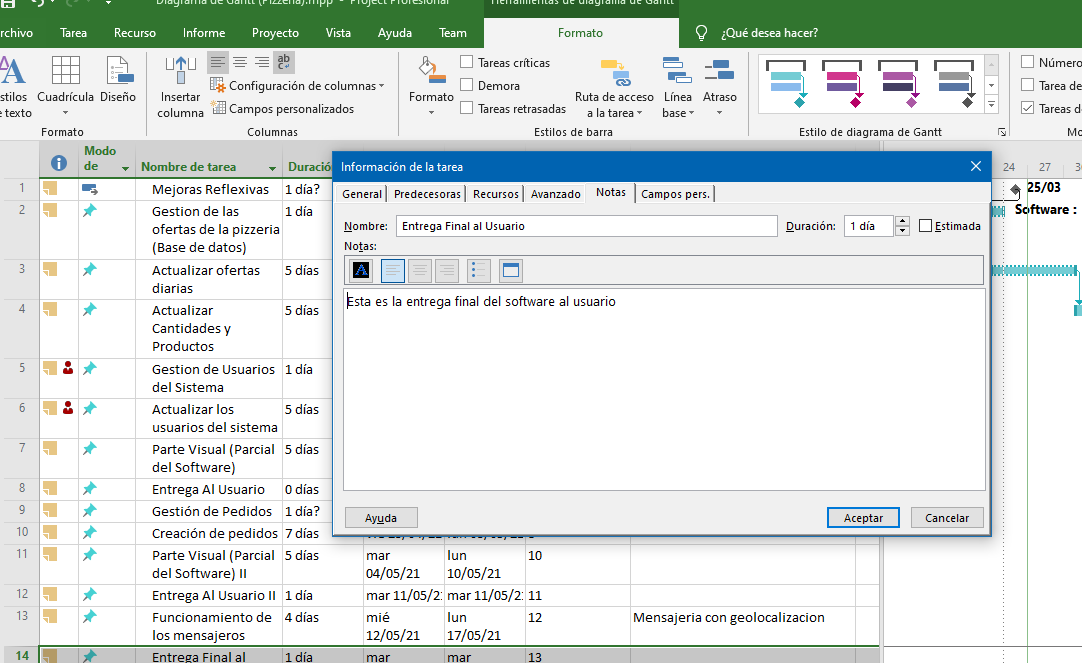 Diagrama de Gantt (Pizzeria).mpp - Project Profesional
Herramientas de diagrama de Gantt
rchivo Tarea Recurso Informe Proyecto Vista Ayuda Team Formato ¿Qué desea hacer?
stilos
e texto
Cuadrícula
Diseño
Formato
Insertar
columna
ab
c
Configuración de columnas
Campos personalizados
Columnas
Formato
Tareas críticas
Demora
Tareas retrasadas
Ruta de acceso
a la tarea
Línea
base
Atraso
Estilos de barra
Estilo de diagrama de Gantt
Número
Tarea de
Tareas d
Mo
Modo
de
Nombre de tarea
Duració
24 27 30
1 Mejoras Reflexivas 1 día?
2 Gestion de las 1 día
ofertas de la pizzeria
(Base de datos)
3 Actualizar ofertas 5 días
diarias
4 Actualizar 5 días
Cantidades y
Productos
5 Gestion de Usuarios 1 día
del Sistema
6 Actualizar los 5 días
usuarios del sistema
7 Parte Visual (Parcial 5 días
del Software)
8 Entrega Al Usuario 0 días
9 Gestión de Pedidos 1 día?
10 Creación de pedidos 7 días
11 Parte Visual (Parcial 5 días mar lun 10
del Software) II 04/05/21 10/05/21
12 Entrega Al Usuario II 1 día mar 11/05/2 mar 11/05/2 11
13 Funcionamiento de 4 días mié lun 12 Mensajeria con geolocalizacion
los mensajeros 12/05/21 17/05/21
14 Entrega Final al 1 día mar mar 13
25/03
Software :
Información de la tarea
General Predecesoras Recursos Avanzado Notas Campos pers.
Nombre: Entrega Final al Usuario Duración: 1 día Estimada
Notas:
A
Esta es la entrega final del software al usuario
Ayuda Aceptar Cancelar